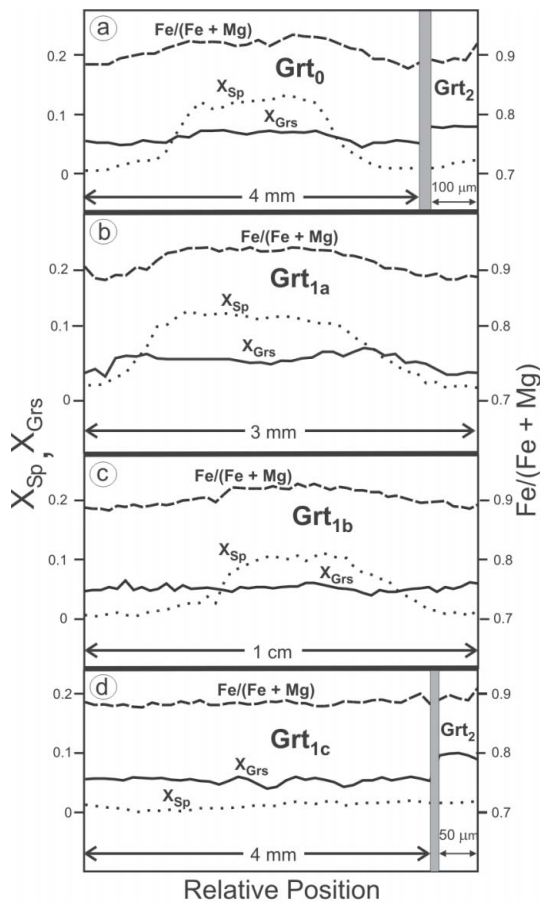 a
Fe/(Fe + Mg)
Grt0
XSp
XGrs
Grt2
4 mm
100 μm
0.2
0.1
0
0.9
0.8
0.7
b
Fe/(Fe + Mg)
Grt1a
XSp
XGrs
3 mm
0.2
0.1
0
0.9
0.8
0.7
c
Fe/(Fe + Mg)
Grt1b
XSp
XGrs
1 cm
0.2
0.1
0
0.9
0.8
0.7
d
Fe/(Fe + Mg)
Grt1c
XGrs
XSp
Grt2
4 mm
50 μm
0.2
0.1
0
0.9
0.8
0.7
XSp, XGrs
Fe/(Fe + Mg)
Relative Position